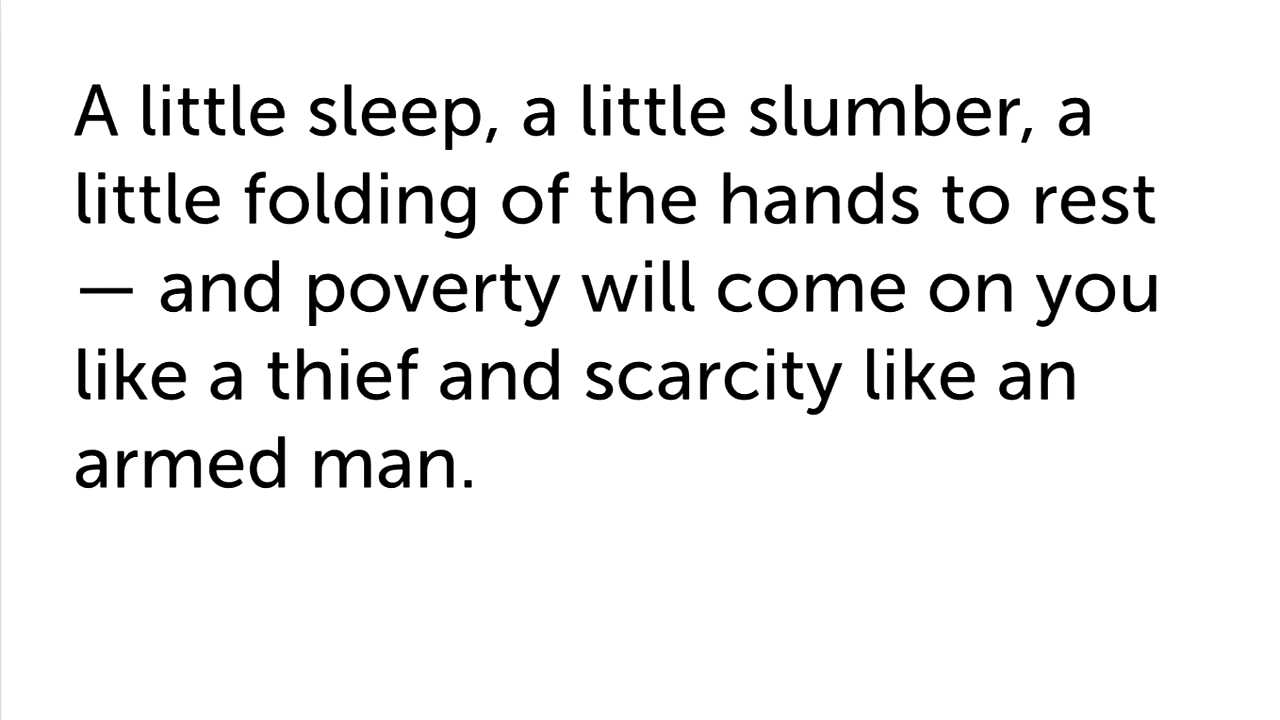 A little sleep, a little slumber, a
little folding of the hands to rest
— and poverty will come on you
like a thief and scarcity like an
armed man.